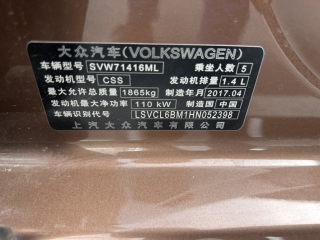 大众汽车(VOLKSWAGEN)
车辆型号 SVW71416ML 乘坐人数 5
发动机型号 CSS 发动机排量 1.4 L
最大允许总质量 1865kg 制造年月 2017.04
发动机最大净功率 110 kW 制造国 中国
车辆识别代号 LSVCL6BM1HN052398
上汽大众汽车有限公司